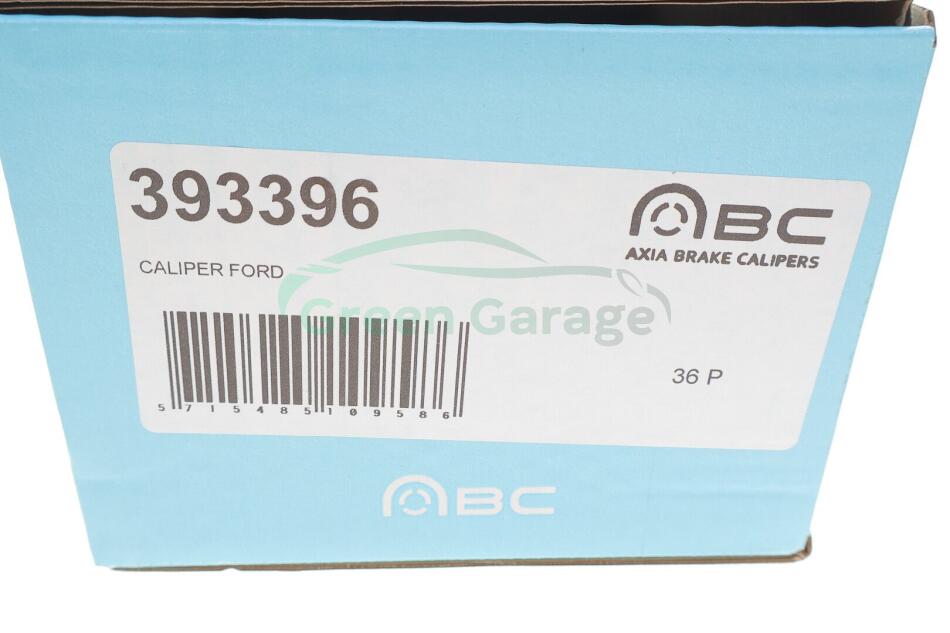 393396
ABC
AXIA BRAKE CALIPERS
CALIPER FORD
Green Garage
36 P
5 715485 109586
ABC